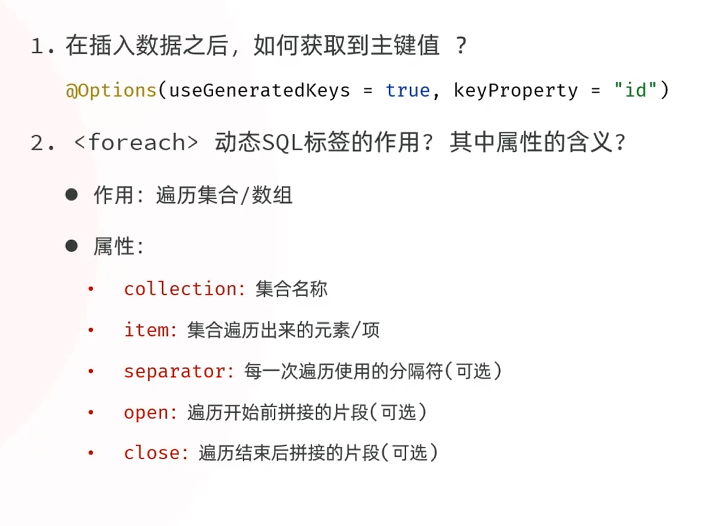 1. 在插入数据之后，如何获取到主键值 ？
@Options(useGeneratedKeys = true, keyProperty = "id")
2. <foreach> 动态SQL标签的作用？ 其中属性的含义？
● 作用： 遍历集合/数组
● 属性：
• collection: 集合名称
• item: 集合遍历出来的元素/项
• separator: 每一次遍历使用的分隔符(可选)
• open: 遍历开始前拼接的片段(可选)
• close: 遍历结束后拼接的片段(可选)